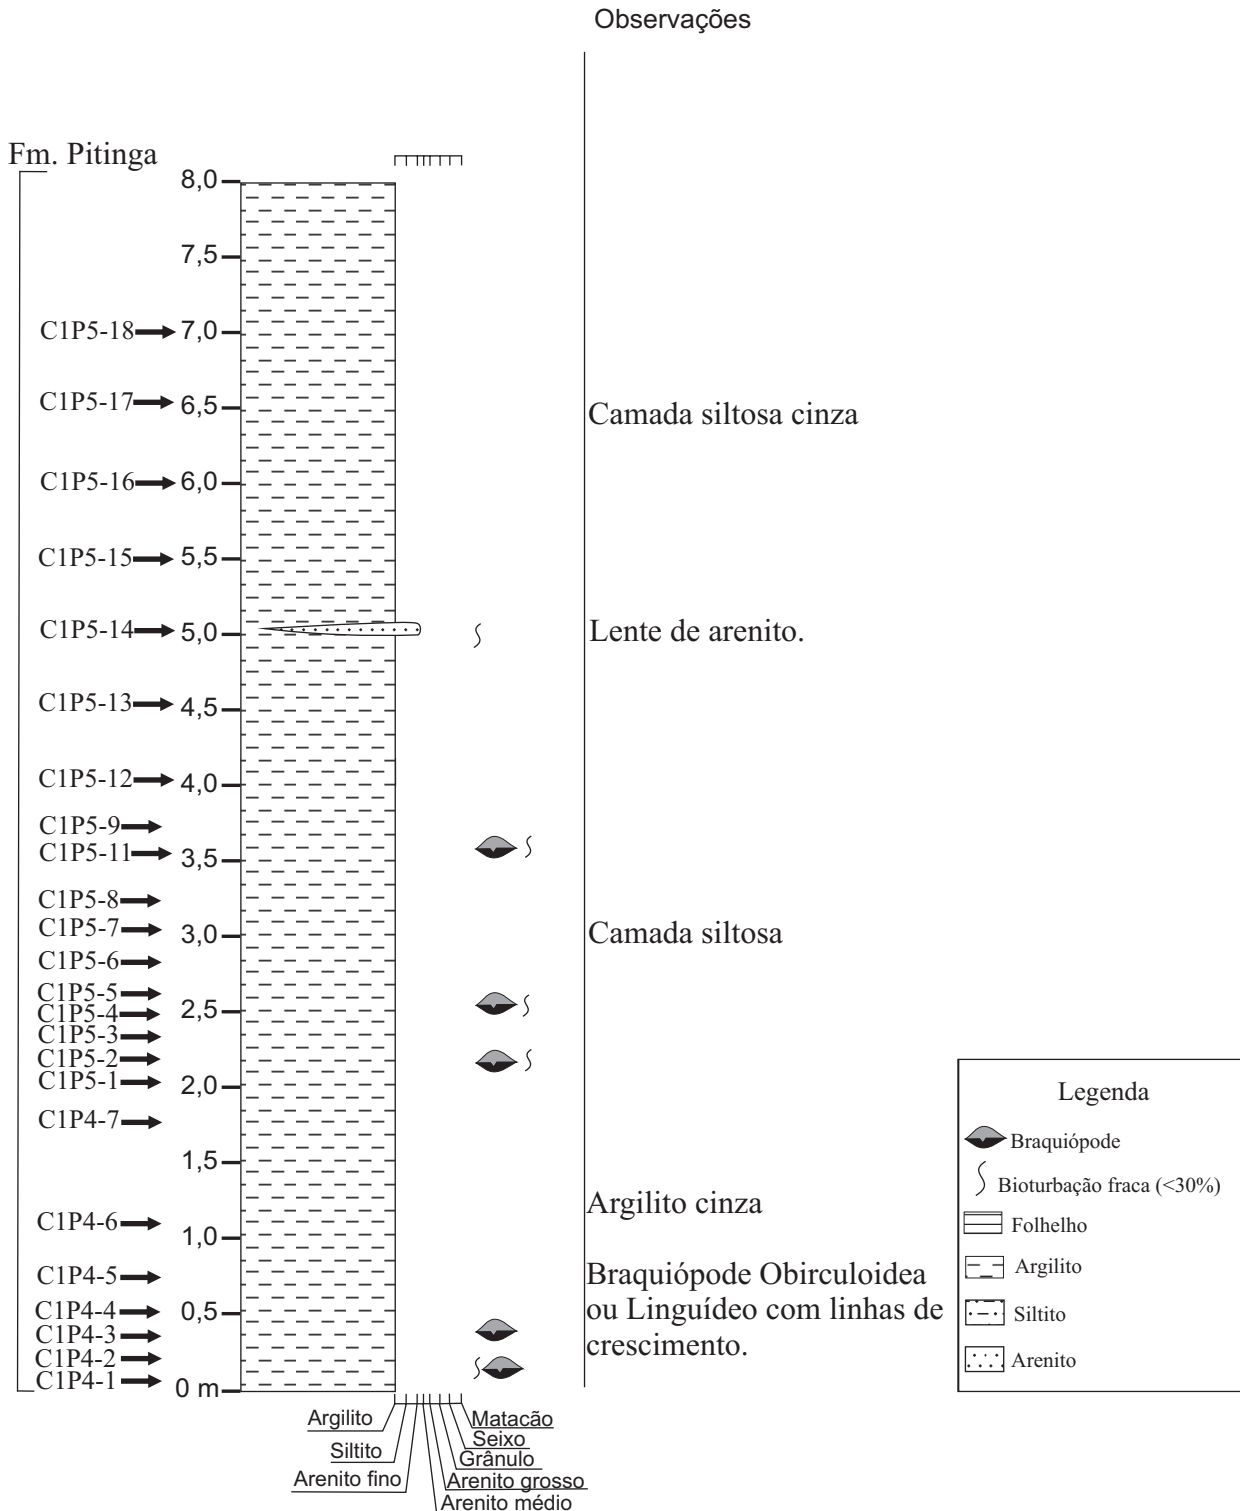 Observações
Fm. Pitinga
8,0
7,5
C1P5-18 7,0
C1P5-17 6,5
Camada siltosa cinza
C1P5-16 6,0
C1P5-15 5,5
C1P5-14 5,0
Lente de arenito.
C1P5-13 4,5
C1P5-12 4,0
C1P5-9
C1P5-11 3,5
C1P5-8
C1P5-7 3,0
Camada siltosa
C1P5-6
C1P5-5
C1P5-4 2,5
C1P5-3
C1P5-2
C1P5-1 2,0
C1P4-7
1,5
Argilito cinza
C1P4-6 1,0
C1P4-5
Braquiópode Obirculoidea
ou Linguídeo com linhas de
crescimento.
C1P4-4 0,5
C1P4-3
C1P4-2
C1P4-1 0 m
Argilito
Siltito
Arenito fino
Matacão
Seixo
Grânulo
Arenito grosso
Arenito médio
Legenda
Braquiópode
Bioturbação fraca (<30%)
Folhelho
Argilito
Siltito
Arenito